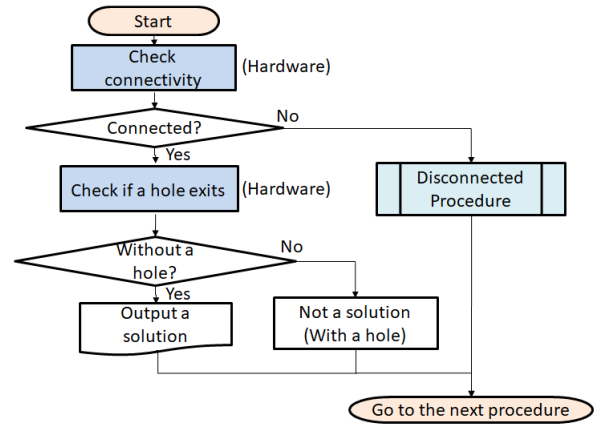 Start
Check
connectivity
(Hardware)
Connected?
No
Yes
Check if a hole exits
(Hardware)
Disconnected
Procedure
Without a
hole?
No
Yes
Output a
solution
Not a solution
(With a hole)
Go to the next procedure